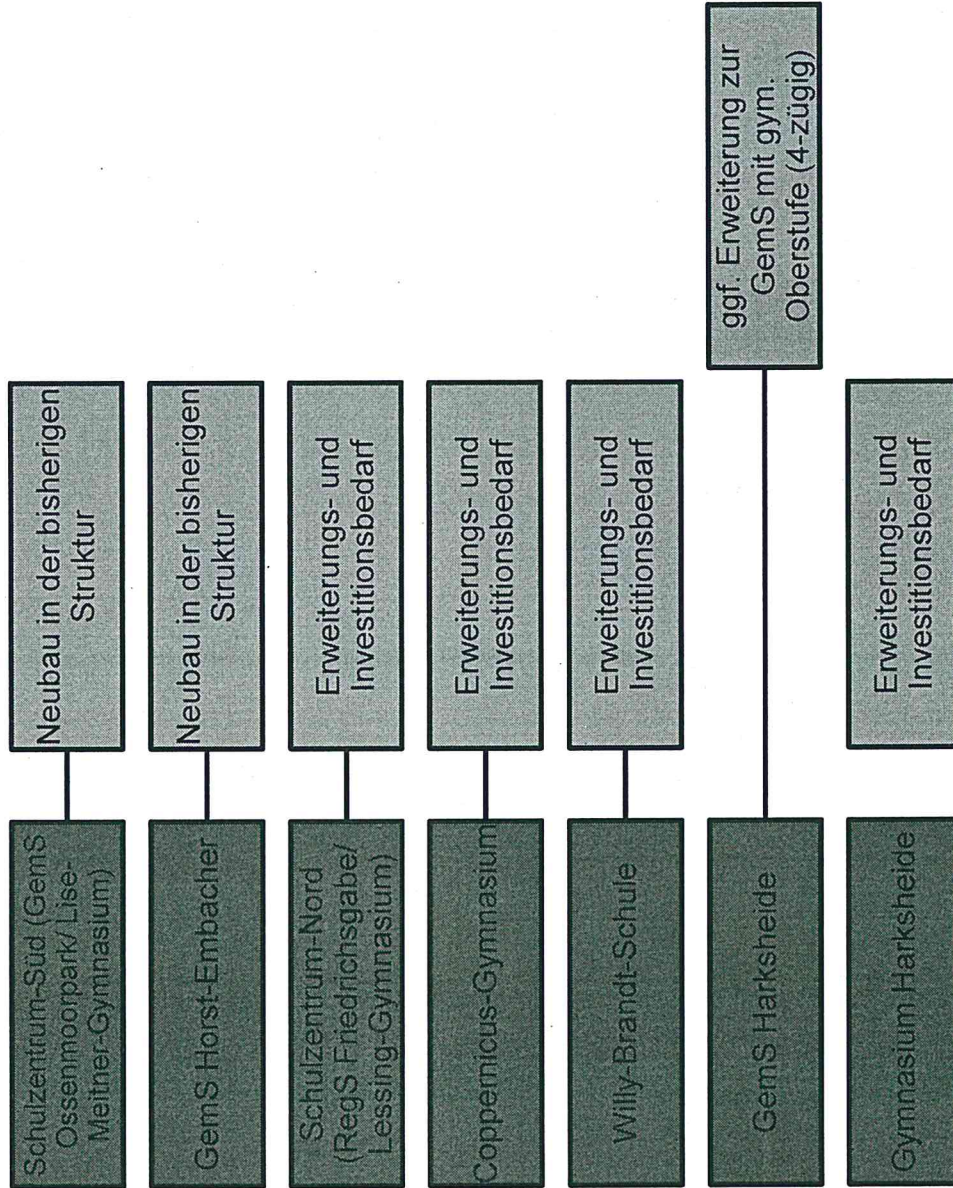 Schulzentrum-Süd (GemS
Ossenmoorpark/ Lise-
Meitner-Gymnasium)
Neubau in der bisherigen
Struktur
GemS Horst-Embacher
Neubau in der bisherigen
Struktur
Schulzentrum-Nord
(RegS Friedrichsgabe/
Lessing-Gymnasium)
Erweiterungs- und
Investitionsbedarf
Coppernicus-Gymnasium
Erweiterungs- und
Investitionsbedarf
Willy-Brandt-Schule
Erweiterungs- und
Investitionsbedarf
GemS Harksheide
ggf. Erweiterung zur
GemS mit gym.
Oberstufe (4-zügig)
Gymnasium Harksheide
Erweiterungs- und
Investitionsbedarf